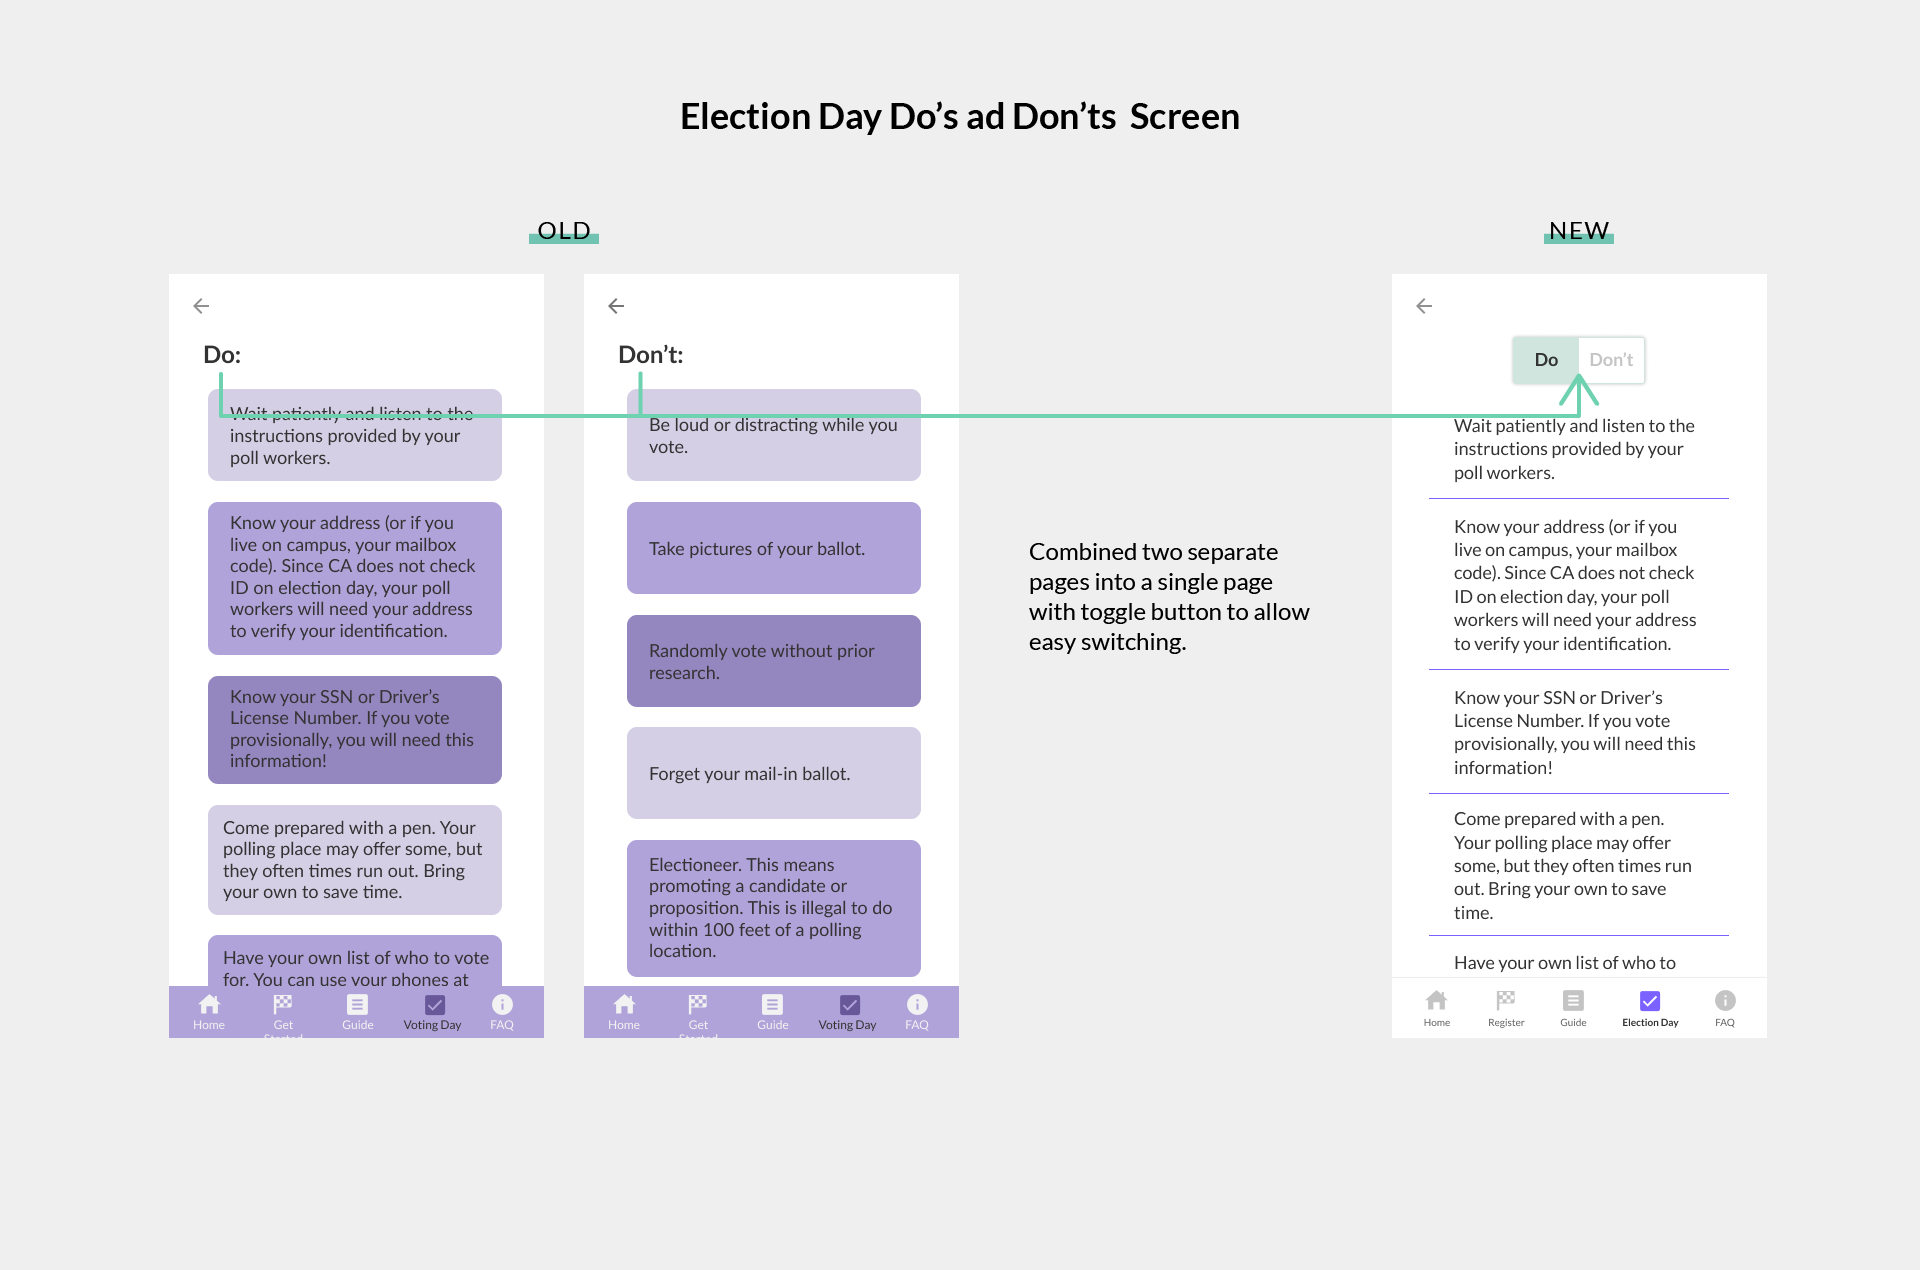 Election Day Do’s ad Don’ts Screen
OLD
Do:
Wait patiently and listen to the
instructions provided by your
poll workers.
Know your address (or if you
live on campus, your mailbox
code). Since CA does not check
ID on election day, your poll
workers will need your address
to verify your identification.
Know your SSN or Driver’s
License Number. If you vote
provisionally, you will need this
information!
Come prepared with a pen. Your
polling place may offer some, but
they often times run out. Bring
your own to save time.
Have your own list of who to vote
for. You can use your phones at
Home
Get
Started
Guide
Voting Day
FAQ
Don’t:
Be loud or distracting while you
vote.
Take pictures of your ballot.
Randomly vote without prior
research.
Forget your mail-in ballot.
Electioneer. This means
promoting a candidate or
proposition. This is illegal to do
within 100 feet of a polling
location.
Home
Get
Started
Guide
Voting Day
FAQ
Combined two separate
pages into a single page
with toggle button to allow
easy switching.
NEW
Do
Don’t
Wait patiently and listen to the
instructions provided by your
poll workers.
Know your address (or if you
live on campus, your mailbox
code). Since CA does not check
ID on election day, your poll
workers will need your address
to verify your identification.
Know your SSN or Driver’s
License Number. If you vote
provisionally, you will need this
information!
Come prepared with a pen.
Your polling place may offer
some, but they often times run
out. Bring your own to save
time.
Have your own list of who to
Home
Register
Guide
Election Day
FAQ